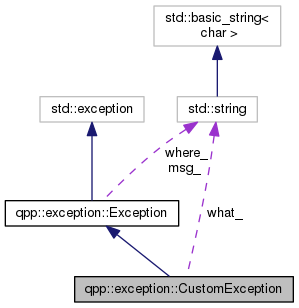 std::basic_string<
char >
std::exception
std::string
where_
msg_
qpp::exception::Exception
what_
qpp::exception::CustomException